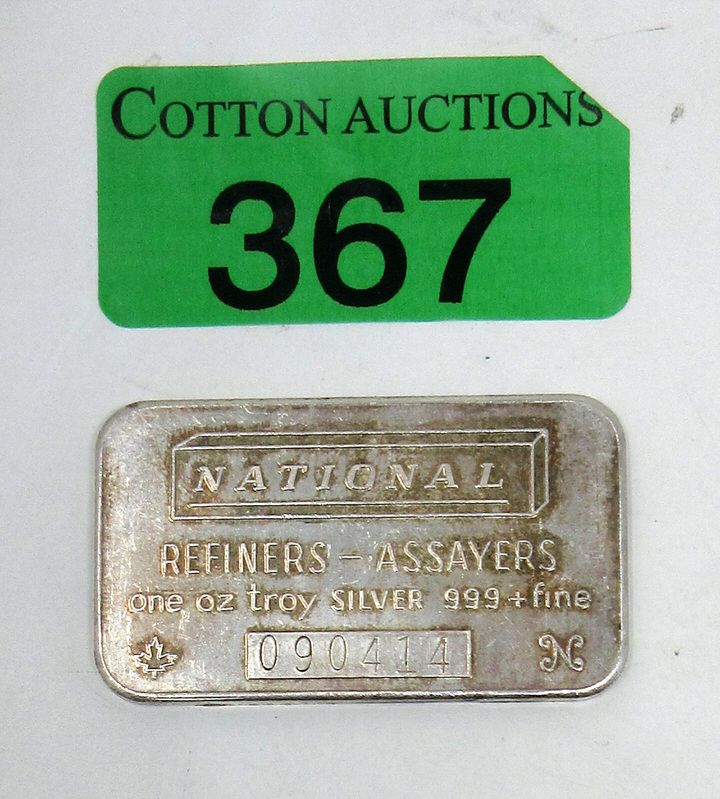 COTTON AUCTIONS
367
NATIONAL
REFINERS - ASSAYERS
one oz troy SILVER 999+fine
090414 N